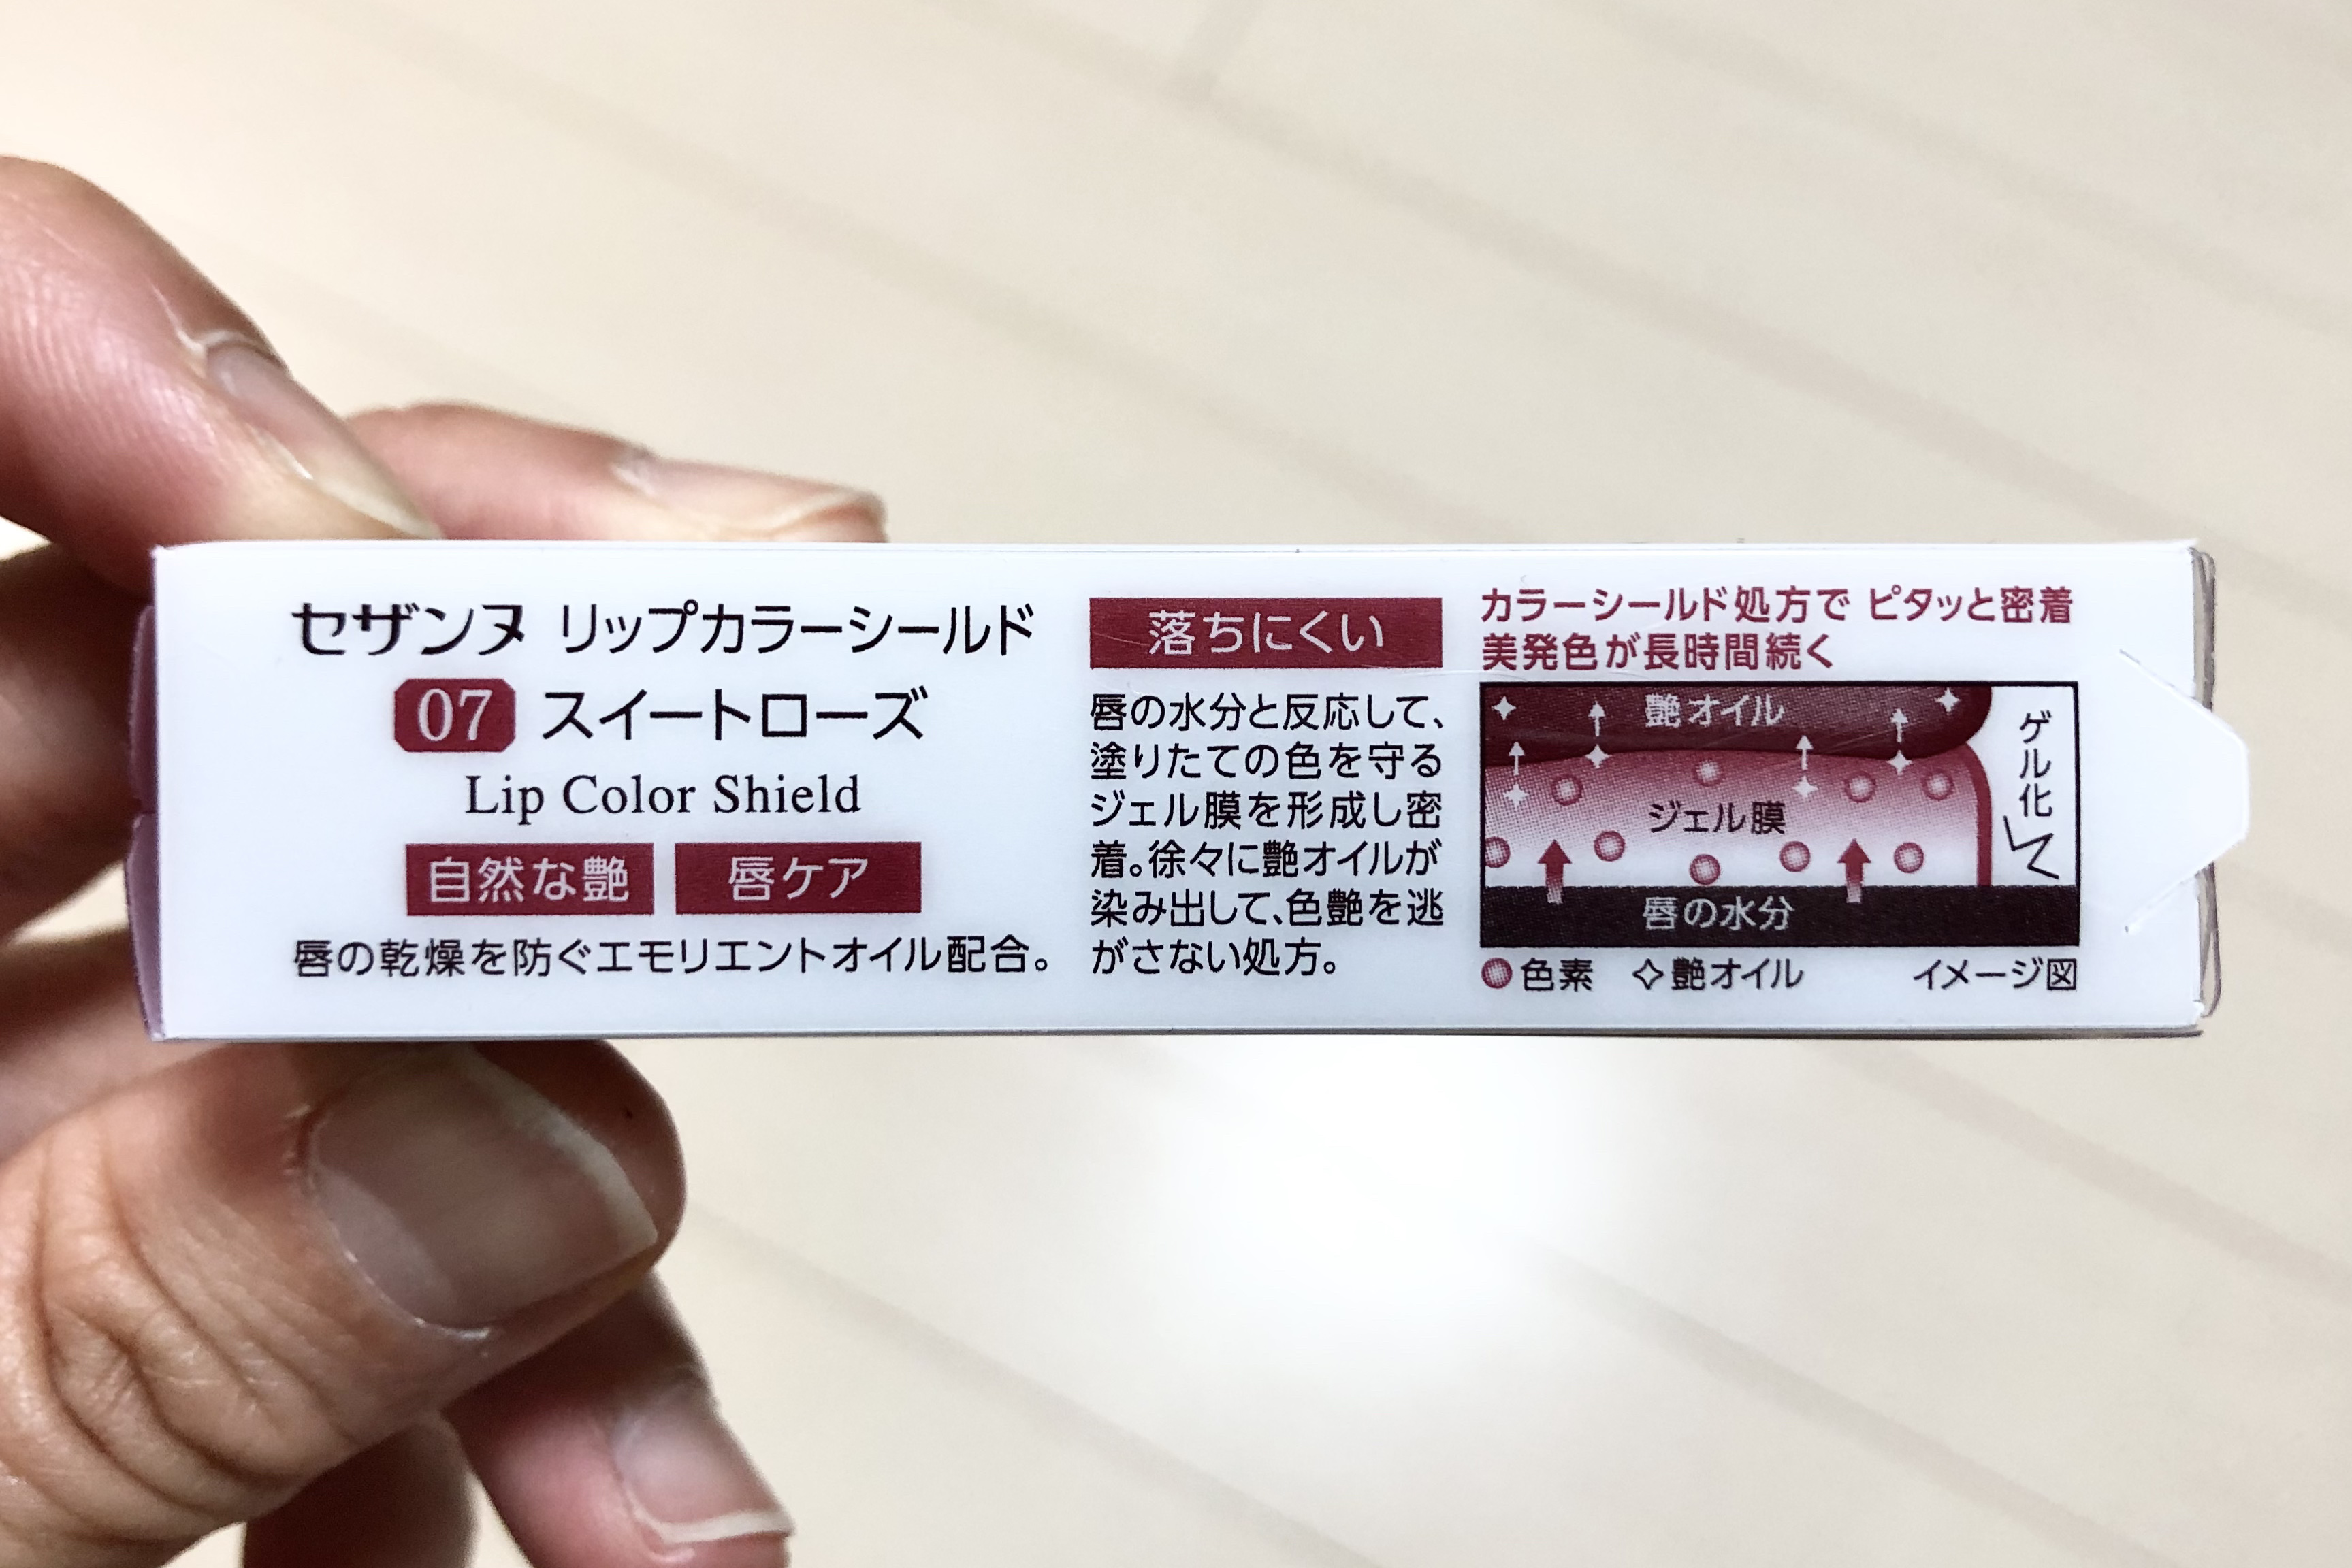 セザンヌ リップカラーシールド
07 スイートローズ
Lip Color Shield
自然な艶 唇ケア
唇の乾燥を防ぐエモリエントオイル配合。
落ちにくい
唇の水分と反応して、
塗りたての色を守る
ジェル膜を形成し密
着。徐々に艶オイルが
染み出して、色艶を逃
がさない処方。
カラーシールド処方で ピタッと密着
美発色が長時間続く
艶オイル
ジェル膜
唇の水分
ゲル化
色素 艶オイル イメージ図